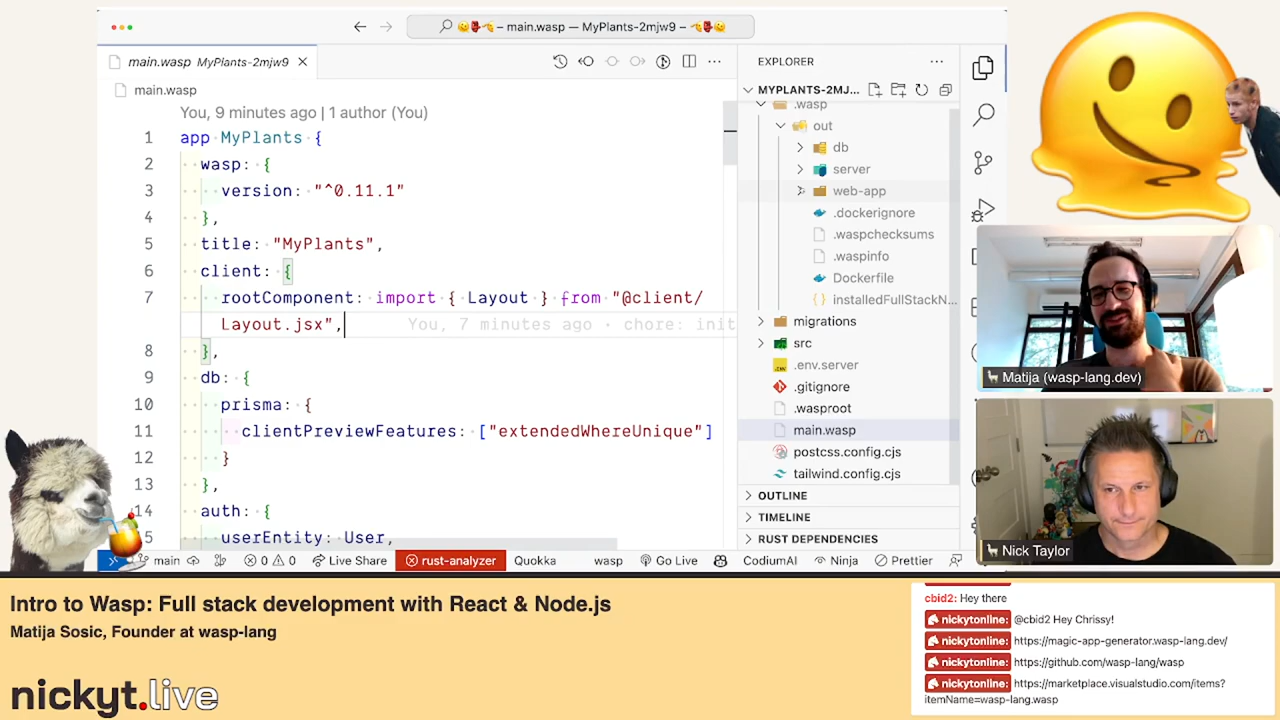 – main.wasp — MyPlants-2mjw9 –
main.wasp MyPlants-2mjw9
main.wasp
You, 9 minutes ago | 1 author (You)
1 app MyPlants {
2 wasp: {
3 version: "^0.11.1"
4 },
5 title: "MyPlants",
6 client: {
7 rootComponent: import { Layout } from "@client/
Layout.jsx", You, 7 minutes ago • chore: init
8 },
9 db: {
10 prisma: {
11 clientPreviewFeatures: ["extendedWhereUnique"]
12 }
13 },
14 auth: {
5 userEntity: User,
EXPLORER
MYPLANTS-2MJ...
.wasp
out
db
server
web-app
.dockerignore
.waspchecksums
.waspinfo
Dockerfile
installedFullStackN...
migrations
src
.env.server
.gitignore
.wasproot
main.wasp
postcss.config.cjs
tailwind.config.cjs
OUTLINE
TIMELINE
RUST DEPENDENCIES
main 0 0 Live Share rust-analyzer Quokka wasp Go Live CodiumAI Ninja Prettier
Matija (wasp-lang.dev)
Nick Taylor
Intro to Wasp: Full stack development with React & Node.js
Matija Sosic, Founder at wasp-lang
nickyt.live
cbid2: Hey there
nickytonline: @cbid2 Hey Chrissy!
nickytonline: https://magic-app-generator.wasp-lang.dev/
nickytonline: https://github.com/wasp-lang/wasp
nickytonline: https://marketplace.visualstudio.com/items?
itemName=wasp-lang.wasp